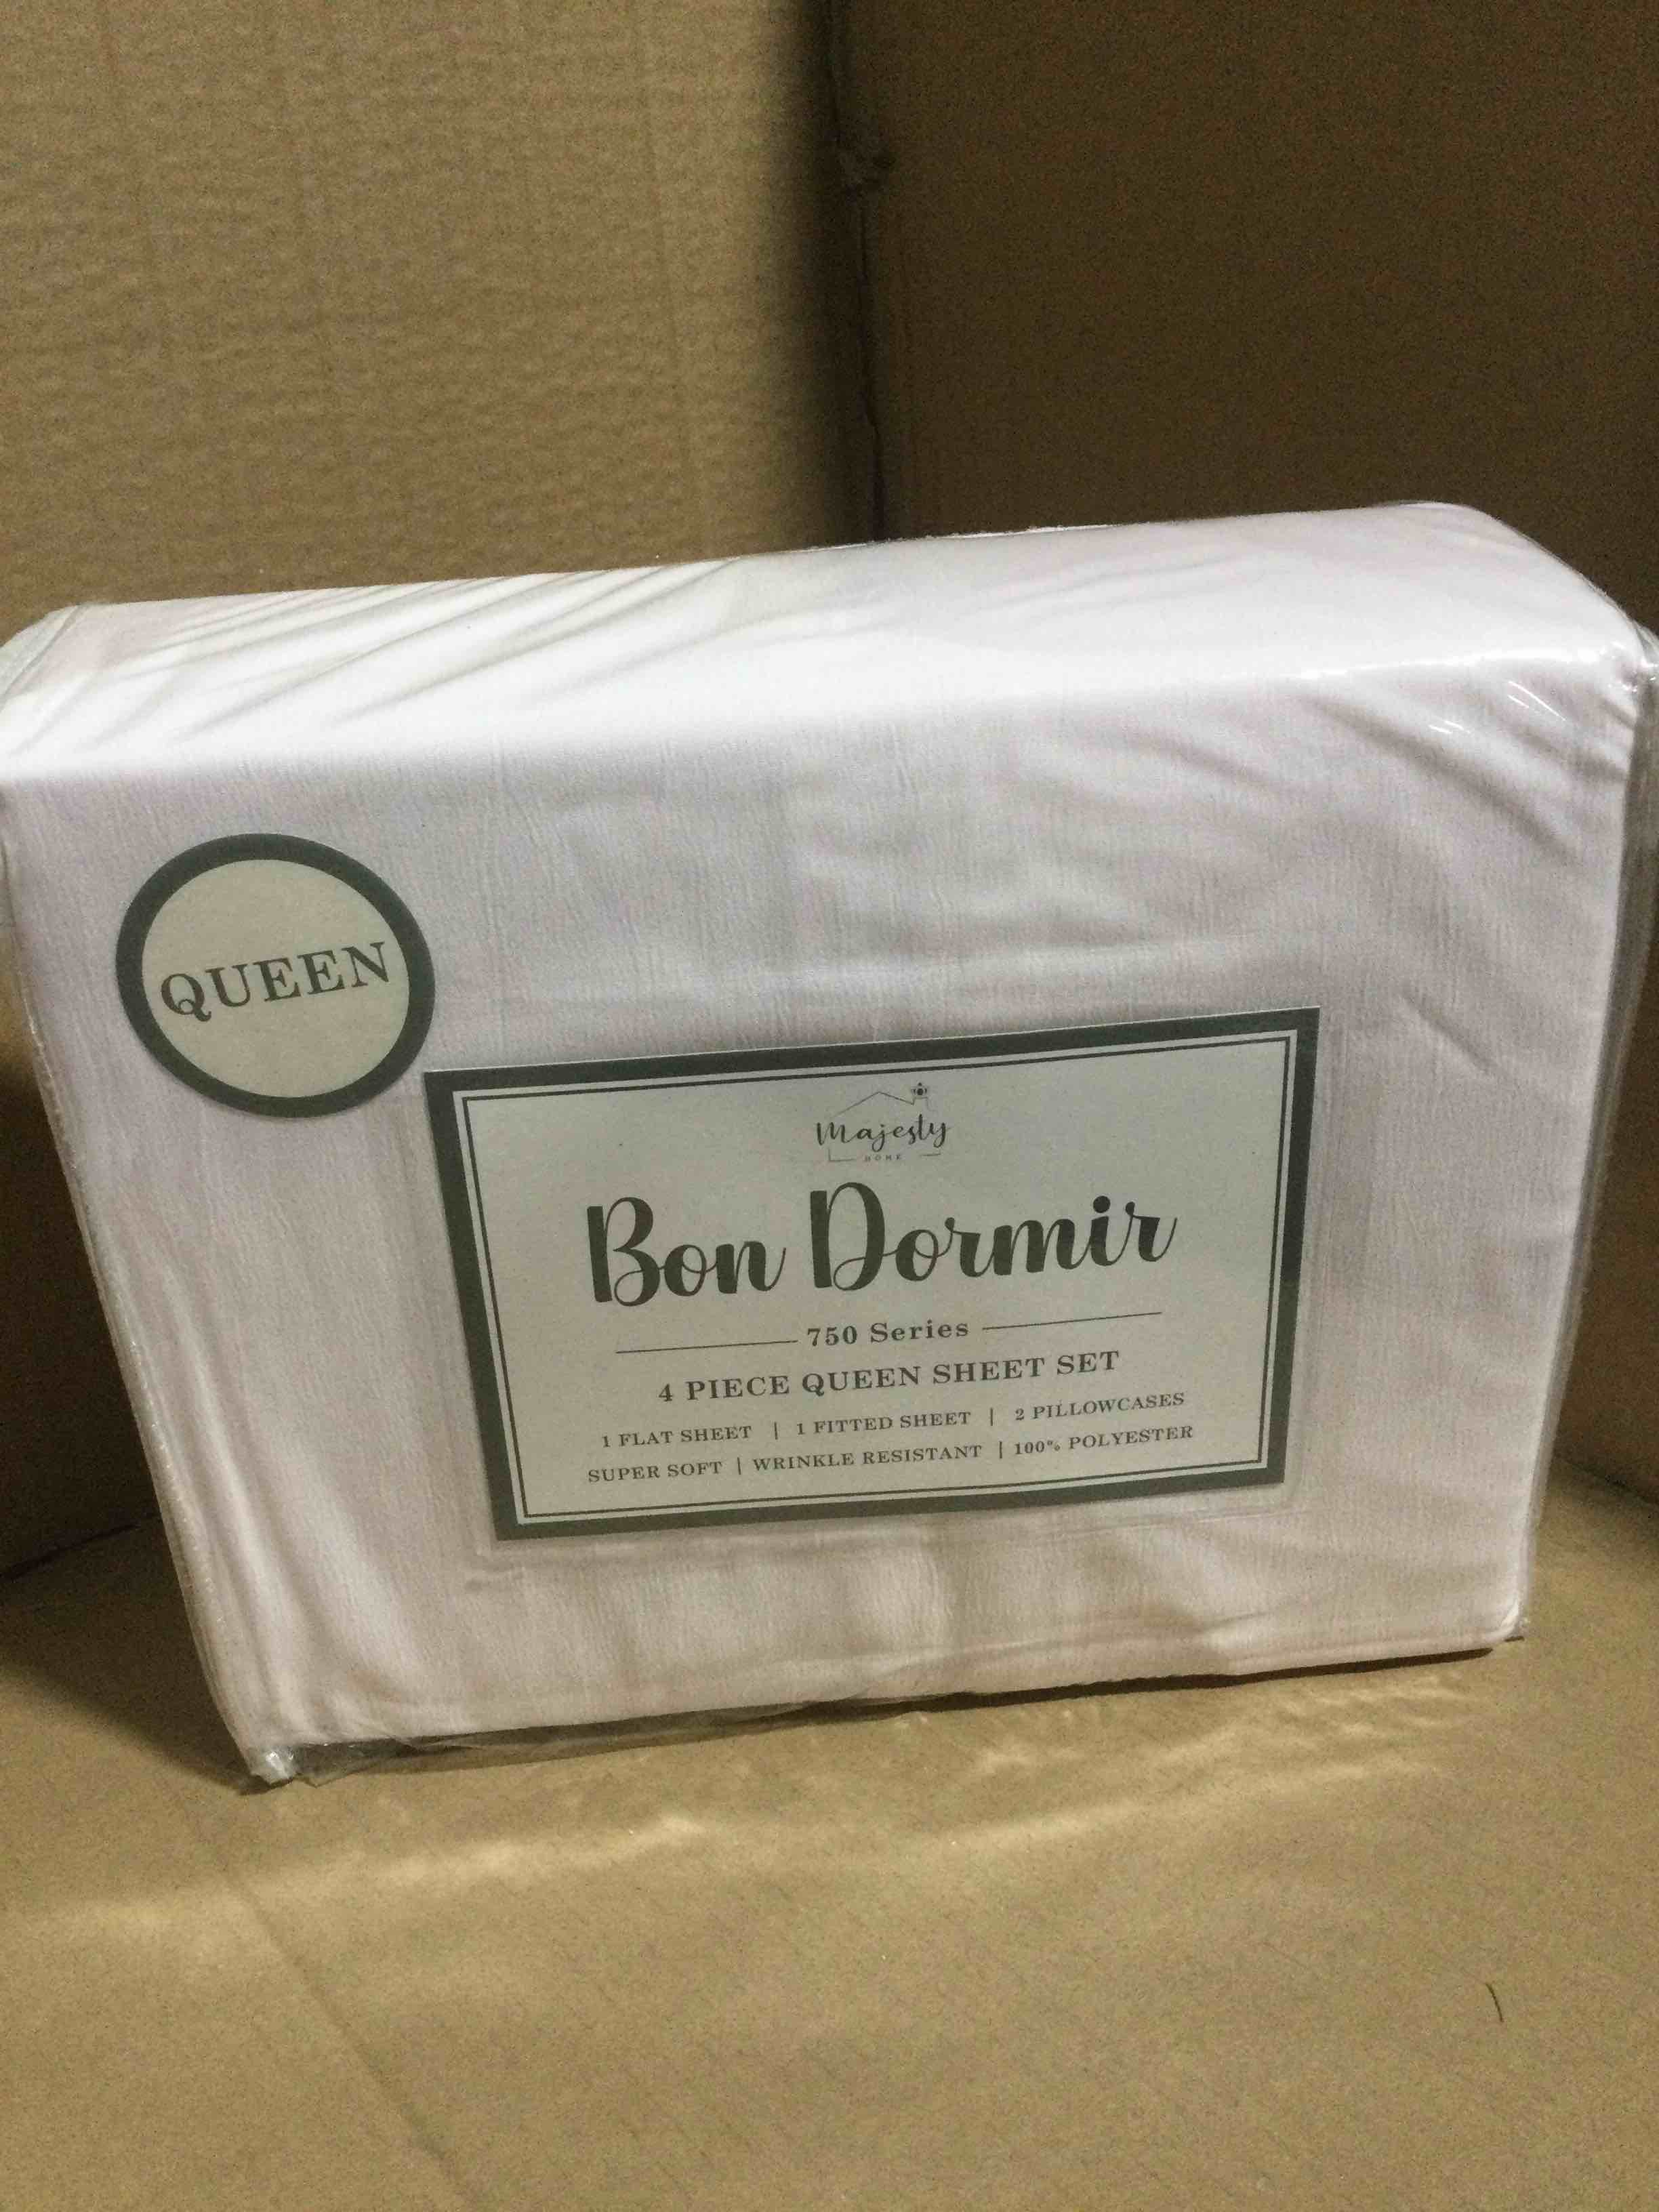 QUEEN
Majesty
HOME
Bon Dormir
750 Series
4 PIECE QUEEN SHEET SET
1 FLAT SHEET | 1 FITTED SHEET | 2 PILLOWCASES
SUPER SOFT | WRINKLE RESISTANT | 100% POLYESTER